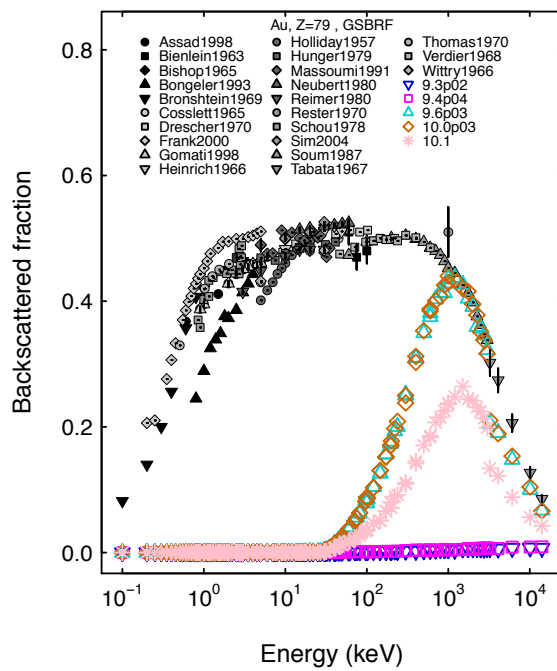 Au, Z=79 , GSBRF
Assad1998
Bienlein1963
Bishop1965
Bongeler1993
Bronshtein1969
Cosslett1965
Drescher1970
Frank2000
Gomati1998
Heinrich1966
Holliday1957
Hunger1979
Massoumi1991
Neubert1980
Reimer1980
Rester1970
Schou1978
Sim2004
Soum1987
Tabata1967
Thomas1970
Verdier1968
Wittry1966
9.3p02
9.4p04
9.6p03
10.0p03
10.1
Backscattered fraction
0.8
0.6
0.4
0.2
0.0
10⁻¹ 10⁰ 10¹ 10² 10³ 10⁴
Energy (keV)